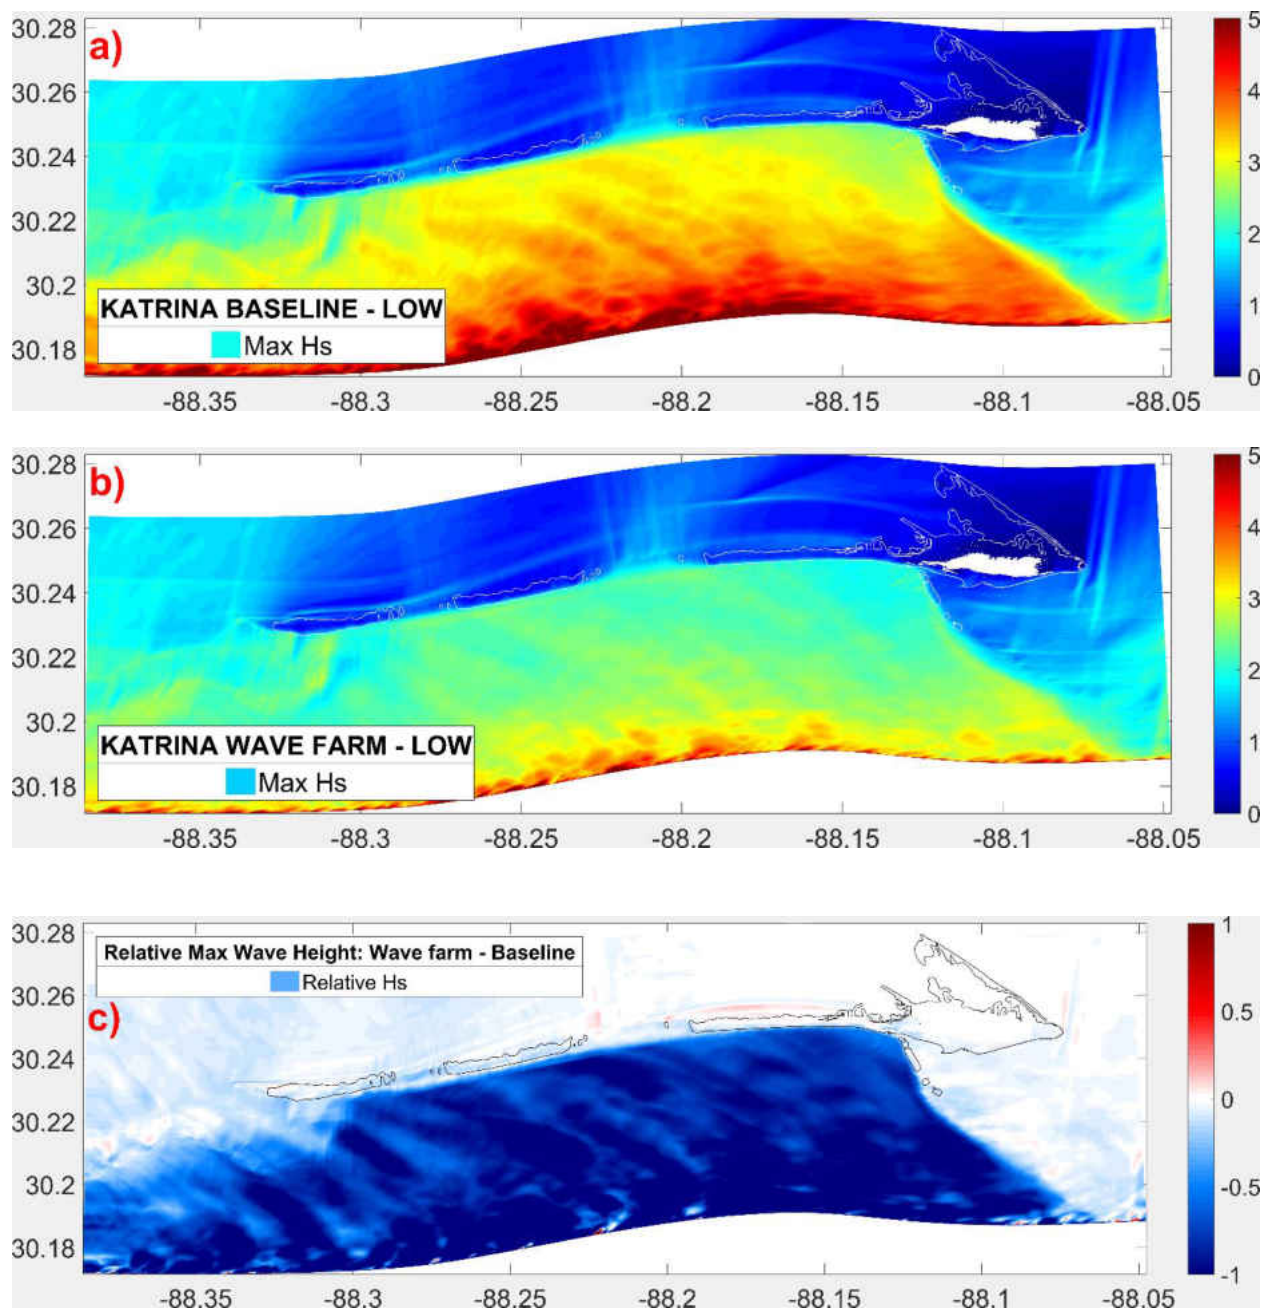 30.28
a)
5
30.26
4
30.24
3
30.22
2
30.2
KATRINA BASELINE - LOW
1
Max Hs
30.18
0
-88.35 -88.3 -88.25 -88.2 -88.15 -88.1 -88.05
30.28
b)
5
30.26
4
30.24
3
30.22
2
30.2
KATRINA WAVE FARM - LOW
1
Max Hs
30.18
0
-88.35 -88.3 -88.25 -88.2 -88.15 -88.1 -88.05
30.28
1
Relative Max Wave Height: Wave farm - Baseline
Relative Hs
30.26
c)
0.5
30.24
0
30.22
30.2
-0.5
30.18
-1
-88.35 -88.3 -88.25 -88.2 -88.15 -88.1 -88.05